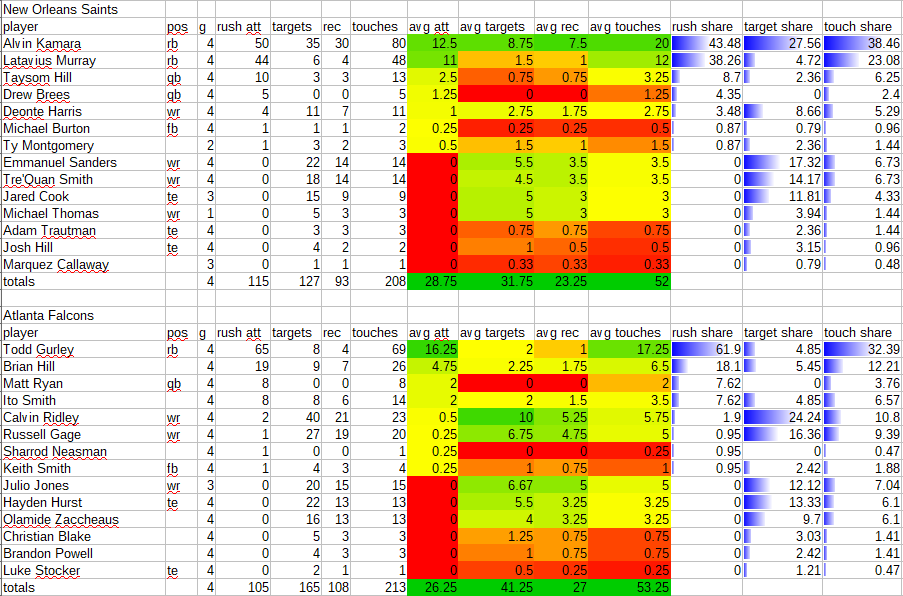 New Orleans Saints
player pos g rush att targets rec touches avg att avg targets avg rec avg touches rush share target share touch share
Alvin Kamara rb 4 50 35 30 80 12.5 8.75 7.5 20 43.48 27.56 38.46
Latavius Murray rb 4 44 6 4 48 11 1.5 1 12 38.26 4.72 23.08
Taysom Hill qb 4 10 3 3 13 2.5 0.75 0.75 3.25 8.7 2.36 6.25
Drew Brees qb 4 5 0 0 5 1.25 0 0 1.25 4.35 0 2.4
Deonte Harris wr 4 4 11 7 11 1 2.75 1.75 2.75 3.48 8.66 5.29
Michael Burton fb 4 1 1 1 2 0.25 0.25 0.25 0.5 0.87 0.79 0.96
Ty Montgomery 2 1 3 2 3 0.5 1.5 1 1.5 0.87 2.36 1.44
Emmanuel Sanders wr 4 0 22 14 14 0 5.5 3.5 3.5 0 17.32 6.73
Tre'Quan Smith wr 4 0 18 14 14 0 4.5 3.5 3.5 0 14.17 6.73
Jared Cook te 3 0 15 9 9 0 5 3 3 0 11.81 4.33
Michael Thomas wr 1 0 5 3 3 0 5 3 3 0 3.94 1.44
Adam Trautman te 4 0 3 3 3 0 0.75 0.75 0.75 0 2.36 1.44
Josh Hill te 4 0 4 2 2 0 1 0.5 0.5 0 3.15 0.96
Marquez Callaway 3 0 1 1 1 0 0.33 0.33 0.33 0 0.79 0.48
totals 4 115 127 93 208 28.75 31.75 23.25 52
Atlanta Falcons
player pos g rush att targets rec touches avg att avg targets avg rec avg touches rush share target share touch share
Todd Gurley rb 4 65 8 4 69 16.25 2 1 17.25 61.9 4.85 32.39
Brian Hill 4 19 9 7 26 4.75 2.25 1.75 6.5 18.1 5.45 12.21
Matt Ryan qb 4 8 0 0 8 2 0 0 2 7.62 0 3.76
Ito Smith 4 8 8 6 14 2 2 1.5 3.5 7.62 4.85 6.57
Calvin Ridley wr 4 2 40 21 23 0.5 10 5.25 5.75 1.9 24.24 10.8
Russell Gage wr 4 1 27 19 20 0.25 6.75 4.75 5 0.95 16.36 9.39
Sharrod Neasman 4 1 0 0 1 0.25 0 0 0.25 0.95 0 0.47
Keith Smith fb 4 1 4 3 4 0.25 1 0.75 1 0.95 2.42 1.88
Julio Jones wr 3 0 20 15 15 0 6.67 5 5 0 12.12 7.04
Hayden Hurst te 4 0 22 13 13 0 5.5 3.25 3.25 0 13.33 6.1
Olamide Zaccheaus 4 0 16 13 13 0 4 3.25 3.25 0 9.7 6.1
Christian Blake 4 0 5 3 3 0 1.25 0.75 0.75 0 3.03 1.41
Brandon Powell 4 0 4 3 3 0 1 0.75 0.75 0 2.42 1.41
Luke Stocker te 4 0 2 1 1 0 0.5 0.25 0.25 0 1.21 0.47
totals 4 105 165 108 213 26.25 41.25 27 53.25